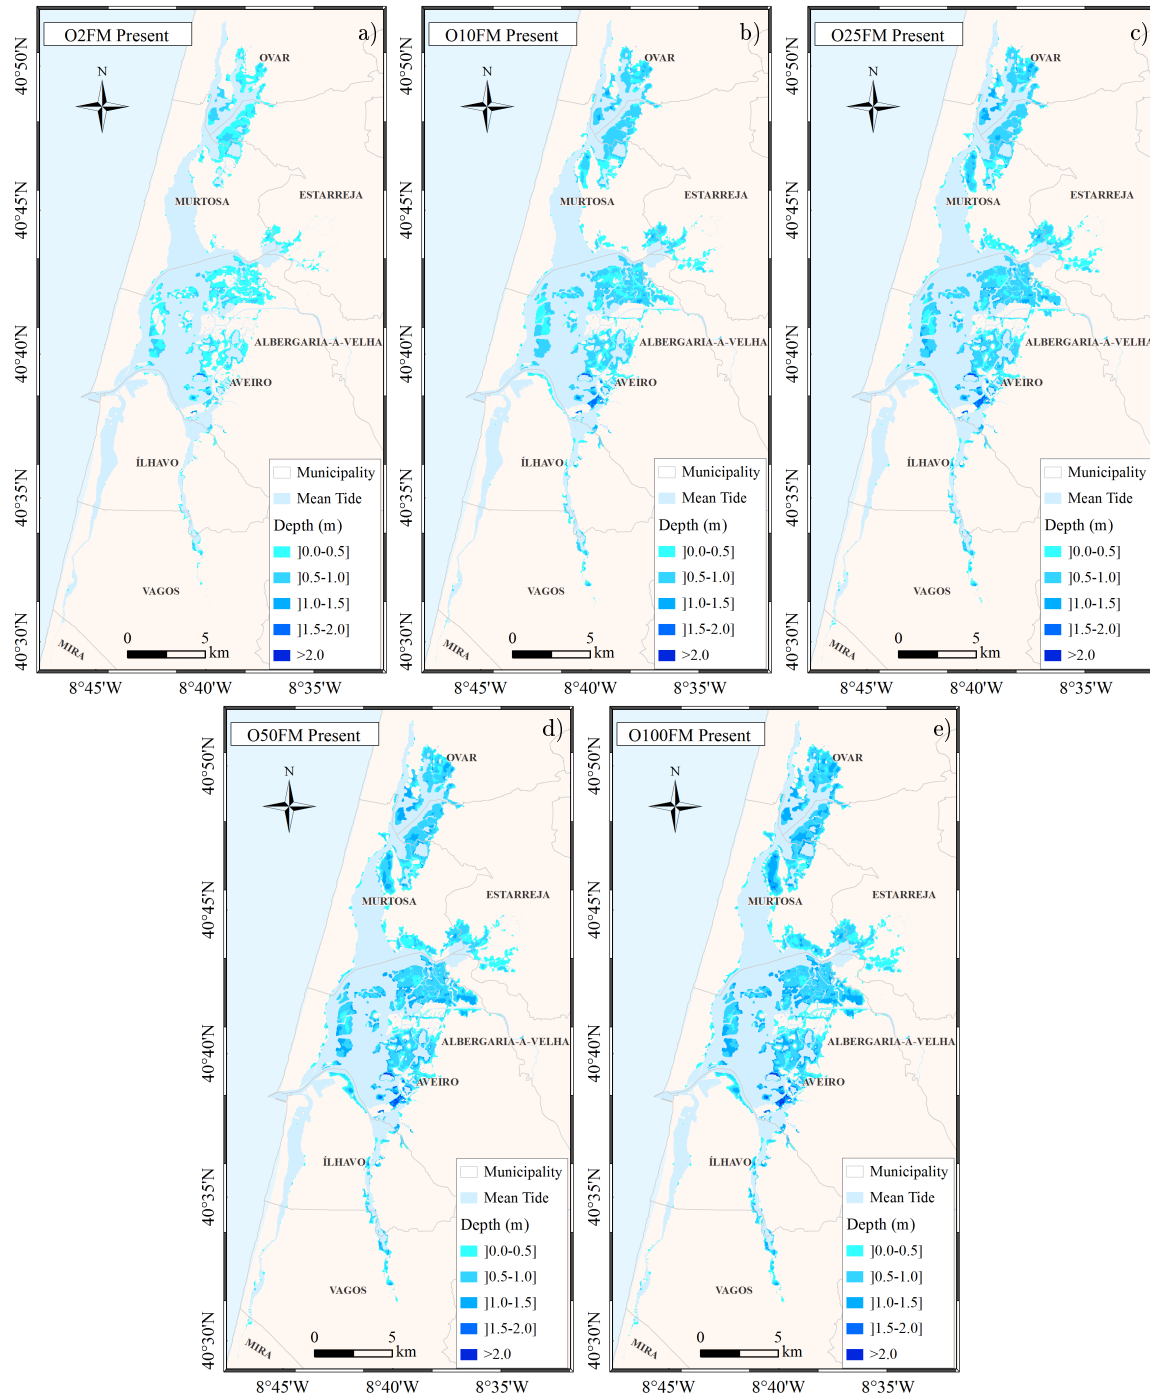 O2FM Present
a)
N
40°50'N
40°45'N
40°40'N
40°35'N
40°30'N
OVAR
ESTARREJA
MURTOSA
ALBERGARIA-A-VELHA
AVEIRO
ÍLHAVO
VAGOS
MIRA
Municipality
Mean Tide
Depth (m)
]0.0-0.5]
]0.5-1.0]
]1.0-1.5]
]1.5-2.0]
>2.0
0 5
km
8°45'W 8°40'W 8°35'W
O10FM Present
b)
N
40°50'N
40°45'N
40°40'N
40°35'N
40°30'N
OVAR
ESTARREJA
MURTOSA
ALBERGARIA-A-VELHA
AVEIRO
ÍLHAVO
VAGOS
MIRA
Municipality
Mean Tide
Depth (m)
]0.0-0.5]
]0.5-1.0]
]1.0-1.5]
]1.5-2.0]
>2.0
0 5
km
8°45'W 8°40'W 8°35'W
O25FM Present
c)
N
40°50'N
40°45'N
40°40'N
40°35'N
40°30'N
OVAR
ESTARREJA
MURTOSA
ALBERGARIA-A-VELHA
AVEIRO
ÍLHAVO
VAGOS
MIRA
Municipality
Mean Tide
Depth (m)
]0.0-0.5]
]0.5-1.0]
]1.0-1.5]
]1.5-2.0]
>2.0
0 5
km
8°45'W 8°40'W 8°35'W
O50FM Present
d)
N
40°50'N
40°45'N
40°40'N
40°35'N
40°30'N
OVAR
ESTARREJA
MURTOSA
ALBERGARIA-A-VELHA
AVEIRO
ÍLHAVO
VAGOS
MIRA
Municipality
Mean Tide
Depth (m)
]0.0-0.5]
]0.5-1.0]
]1.0-1.5]
]1.5-2.0]
>2.0
0 5
km
8°45'W 8°40'W 8°35'W
O100FM Present
e)
N
40°50'N
40°45'N
40°40'N
40°35'N
40°30'N
OVAR
ESTARREJA
MURTOSA
ALBERGARIA-A-VELHA
AVEIRO
ÍLHAVO
VAGOS
MIRA
Municipality
Mean Tide
Depth (m)
]0.0-0.5]
]0.5-1.0]
]1.0-1.5]
]1.5-2.0]
>2.0
0 5
km
8°45'W 8°40'W 8°35'W